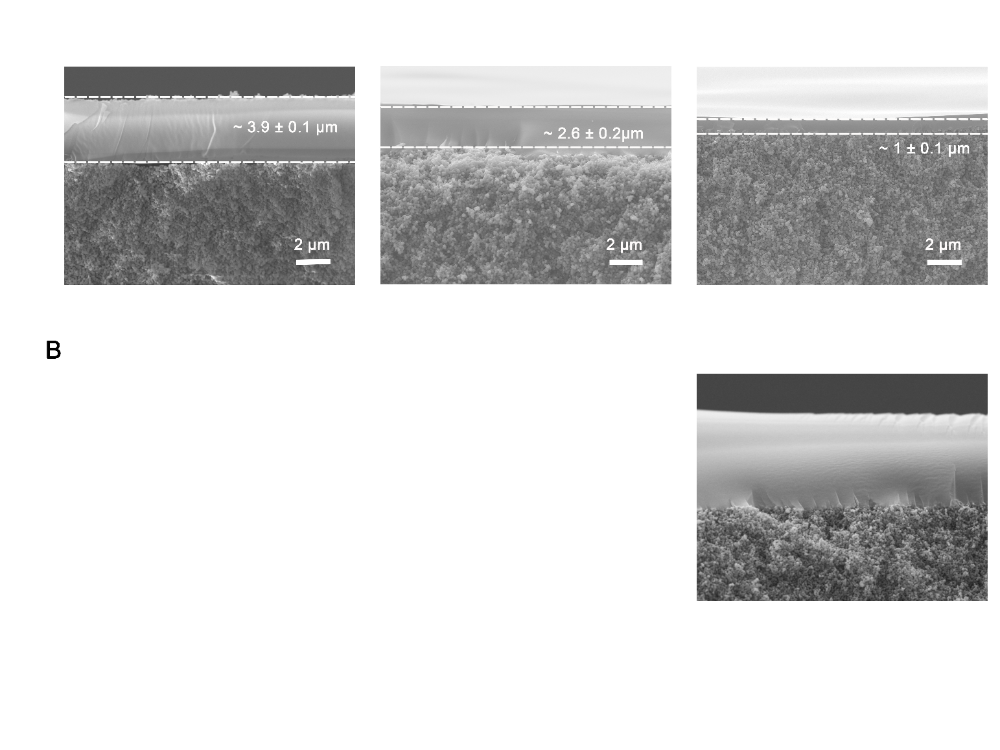 ~ 3.9 ± 0.1 µm
~ 2.6 ± 0.2µm
~ 1 ± 0.1 µm
2 µm
2 µm
2 µm
B